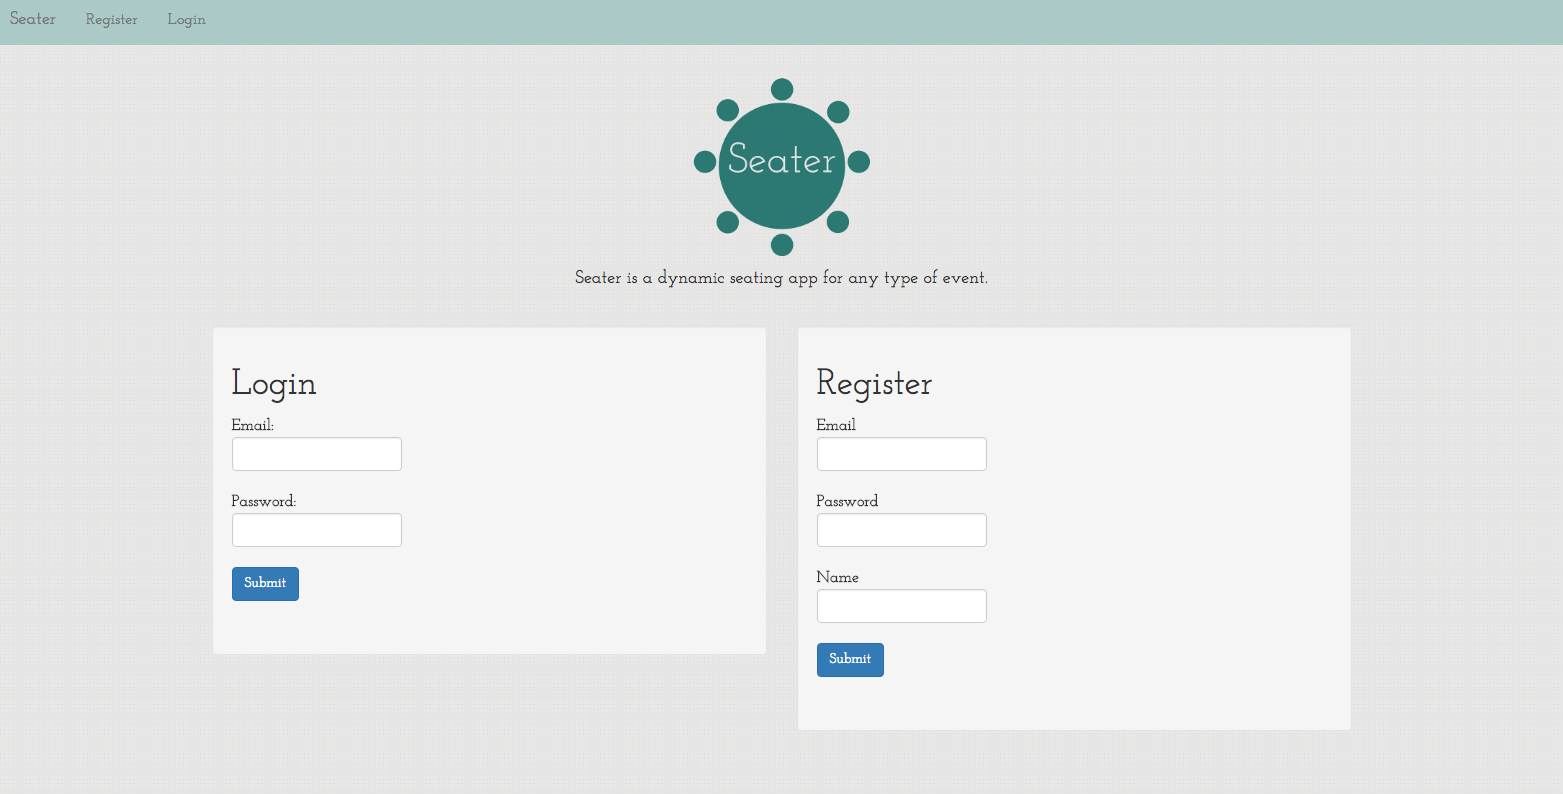 Seater Register Login
Seater
Seater is a dynamic seating app for any type of event.
Login
Email:
Password:
Submit
Register
Email
Password
Name
Submit